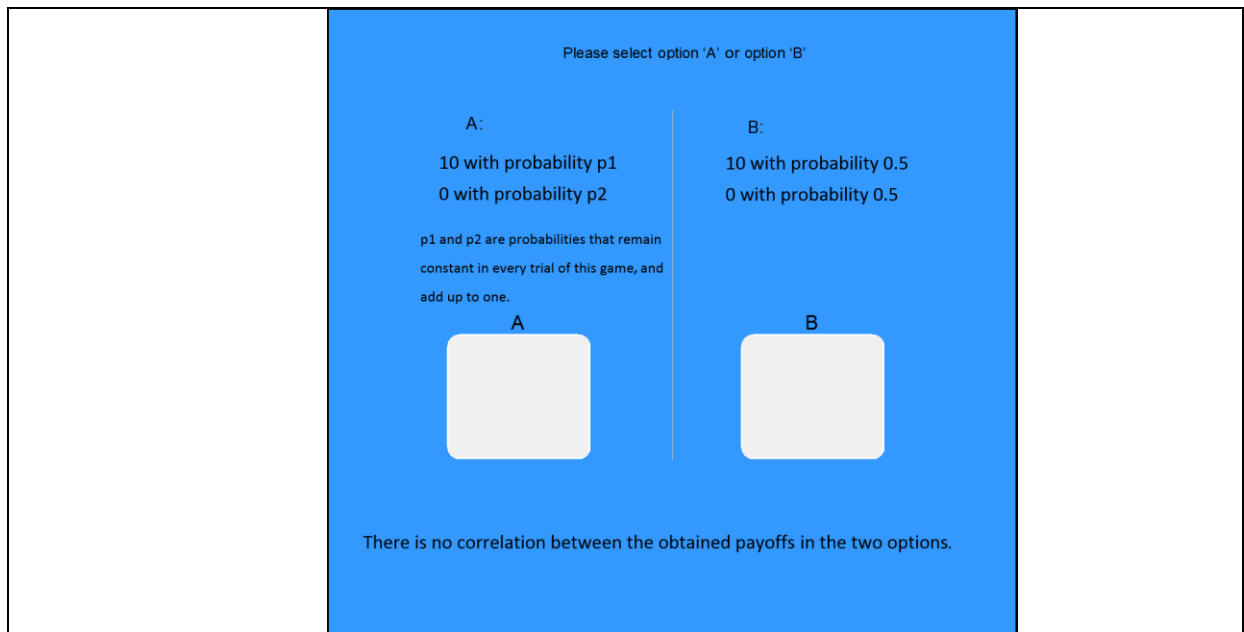 Please select option ‘A’ or option ‘B’
A:
10 with probability p1
0 with probability p2
p1 and p2 are probabilities that remain
constant in every trial of this game, and
add up to one.
A
B:
10 with probability 0.5
0 with probability 0.5
B
There is no correlation between the obtained payoffs in the two options.